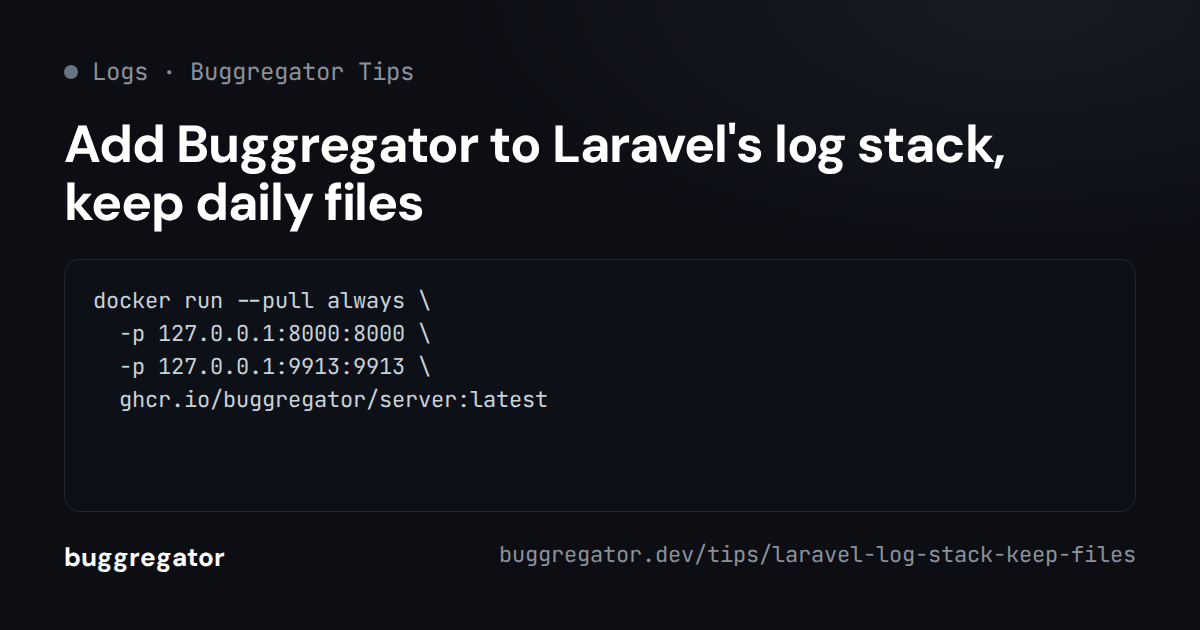 Logs · Buggregator Tips
Add Buggregator to Laravel's log stack,
keep daily files
docker run --pull always \
  -p 127.0.0.1:8000:8000 \
  -p 127.0.0.1:9913:9913 \
  ghcr.io/buggregator/server:latest
buggregator
buggregator.dev/tips/laravel-log-stack-keep-files